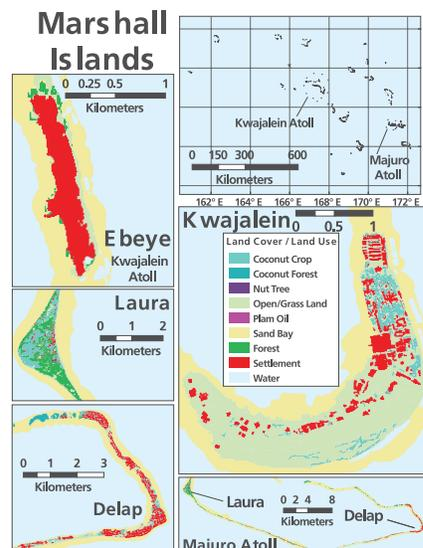 Marshall
Islands
0 0.25 0.5 1
Kilometers
Ebeye
Kwajalein
Atoll
Kwajalein Atoll
Majuro
Atoll
0 150 300 600
Kilometers
162°E 164°E 166°E 168°E 170°E 172°E
Kwajalein
0 0.5 1
Land Cover / Land Use
Coconut Crop
Coconut Forest
Nut Tree
Open/Grass Land
Plam Oil
Sand Bay
Forest
Settlement
Water
Laura
0 1 2
Kilometers
0 1 2 3
Kilometers
Delap
Laura
0 2 4 8
Kilometers
Delap
Majuro Atoll